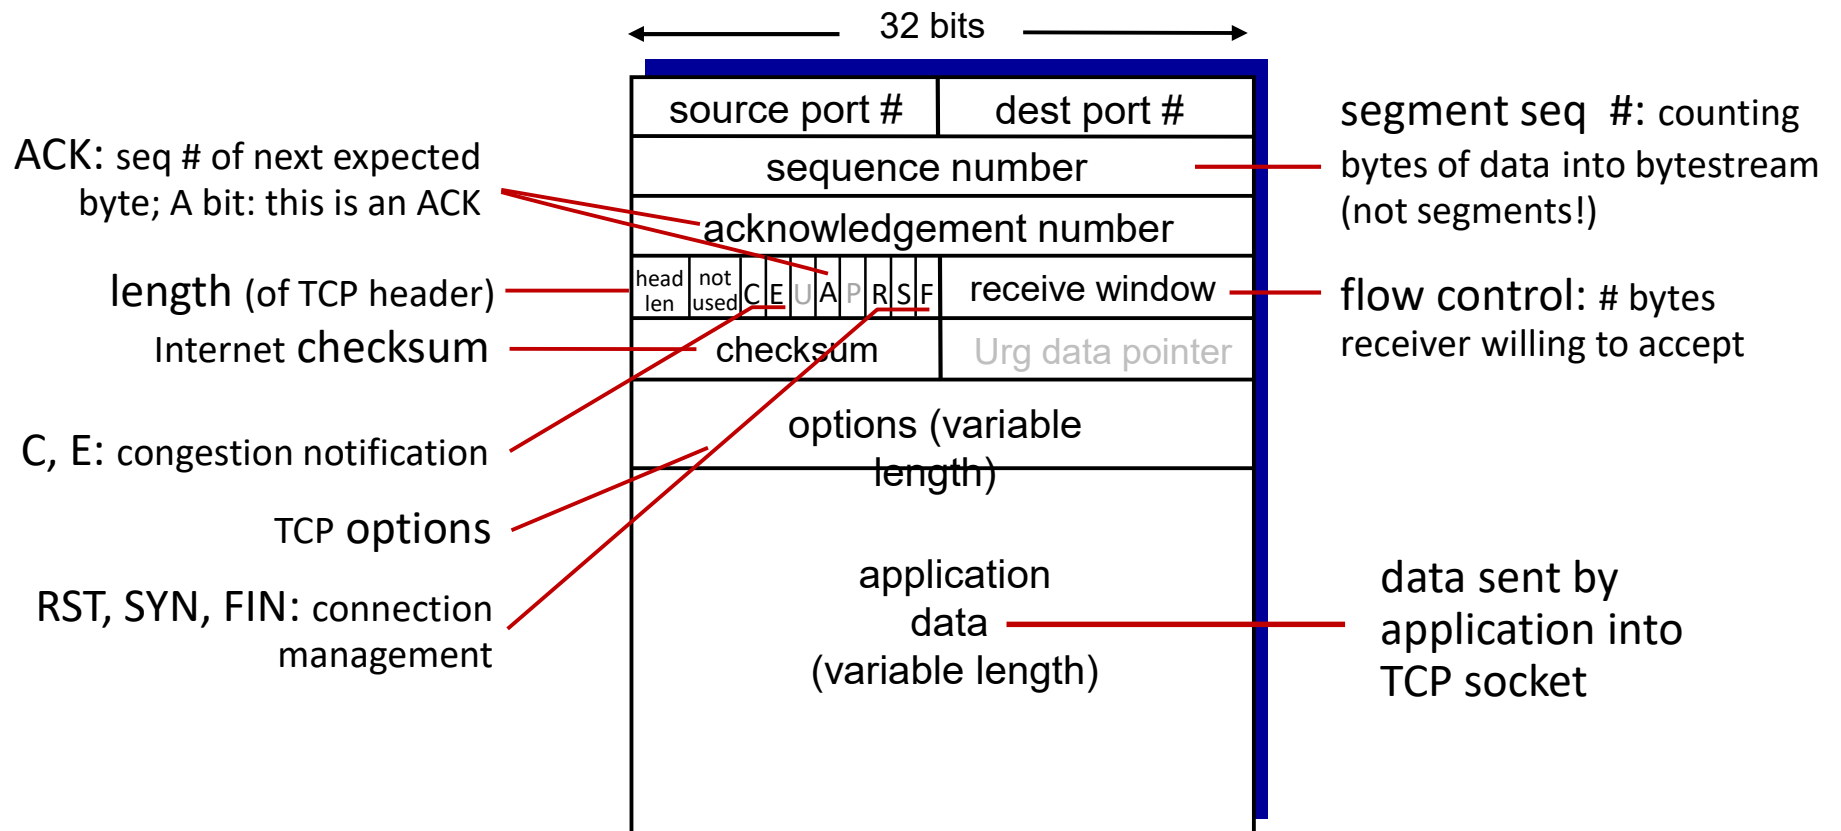 32 bits
source port #
dest port #
sequence number
acknowledgement number
head
len
not
used
C
E
U
A
P
R
S
F
receive window
checksum
Urg data pointer
options (variable
length)
application
data
(variable length)
ACK: seq # of next expected
byte; A bit: this is an ACK
length (of TCP header)
Internet checksum
C, E: congestion notification
TCP options
RST, SYN, FIN: connection
management
segment seq #: counting
bytes of data into bytestream
(not segments!)
flow control: # bytes
receiver willing to accept
data sent by
application into
TCP socket